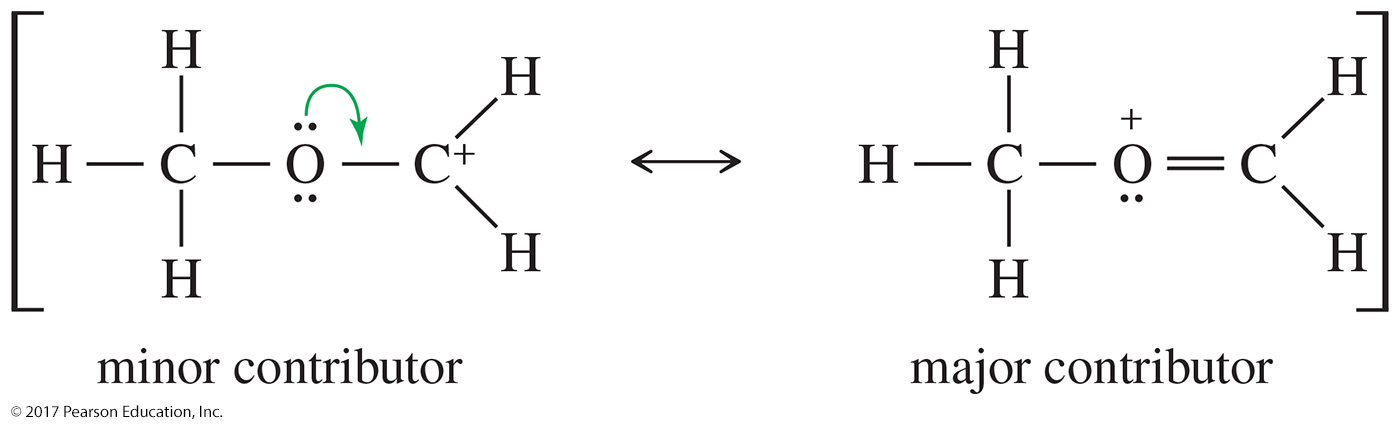 H H
H C O C+
H H
H + H
H C O C
H H
minor contributor major contributor
© 2017 Pearson Education, Inc.